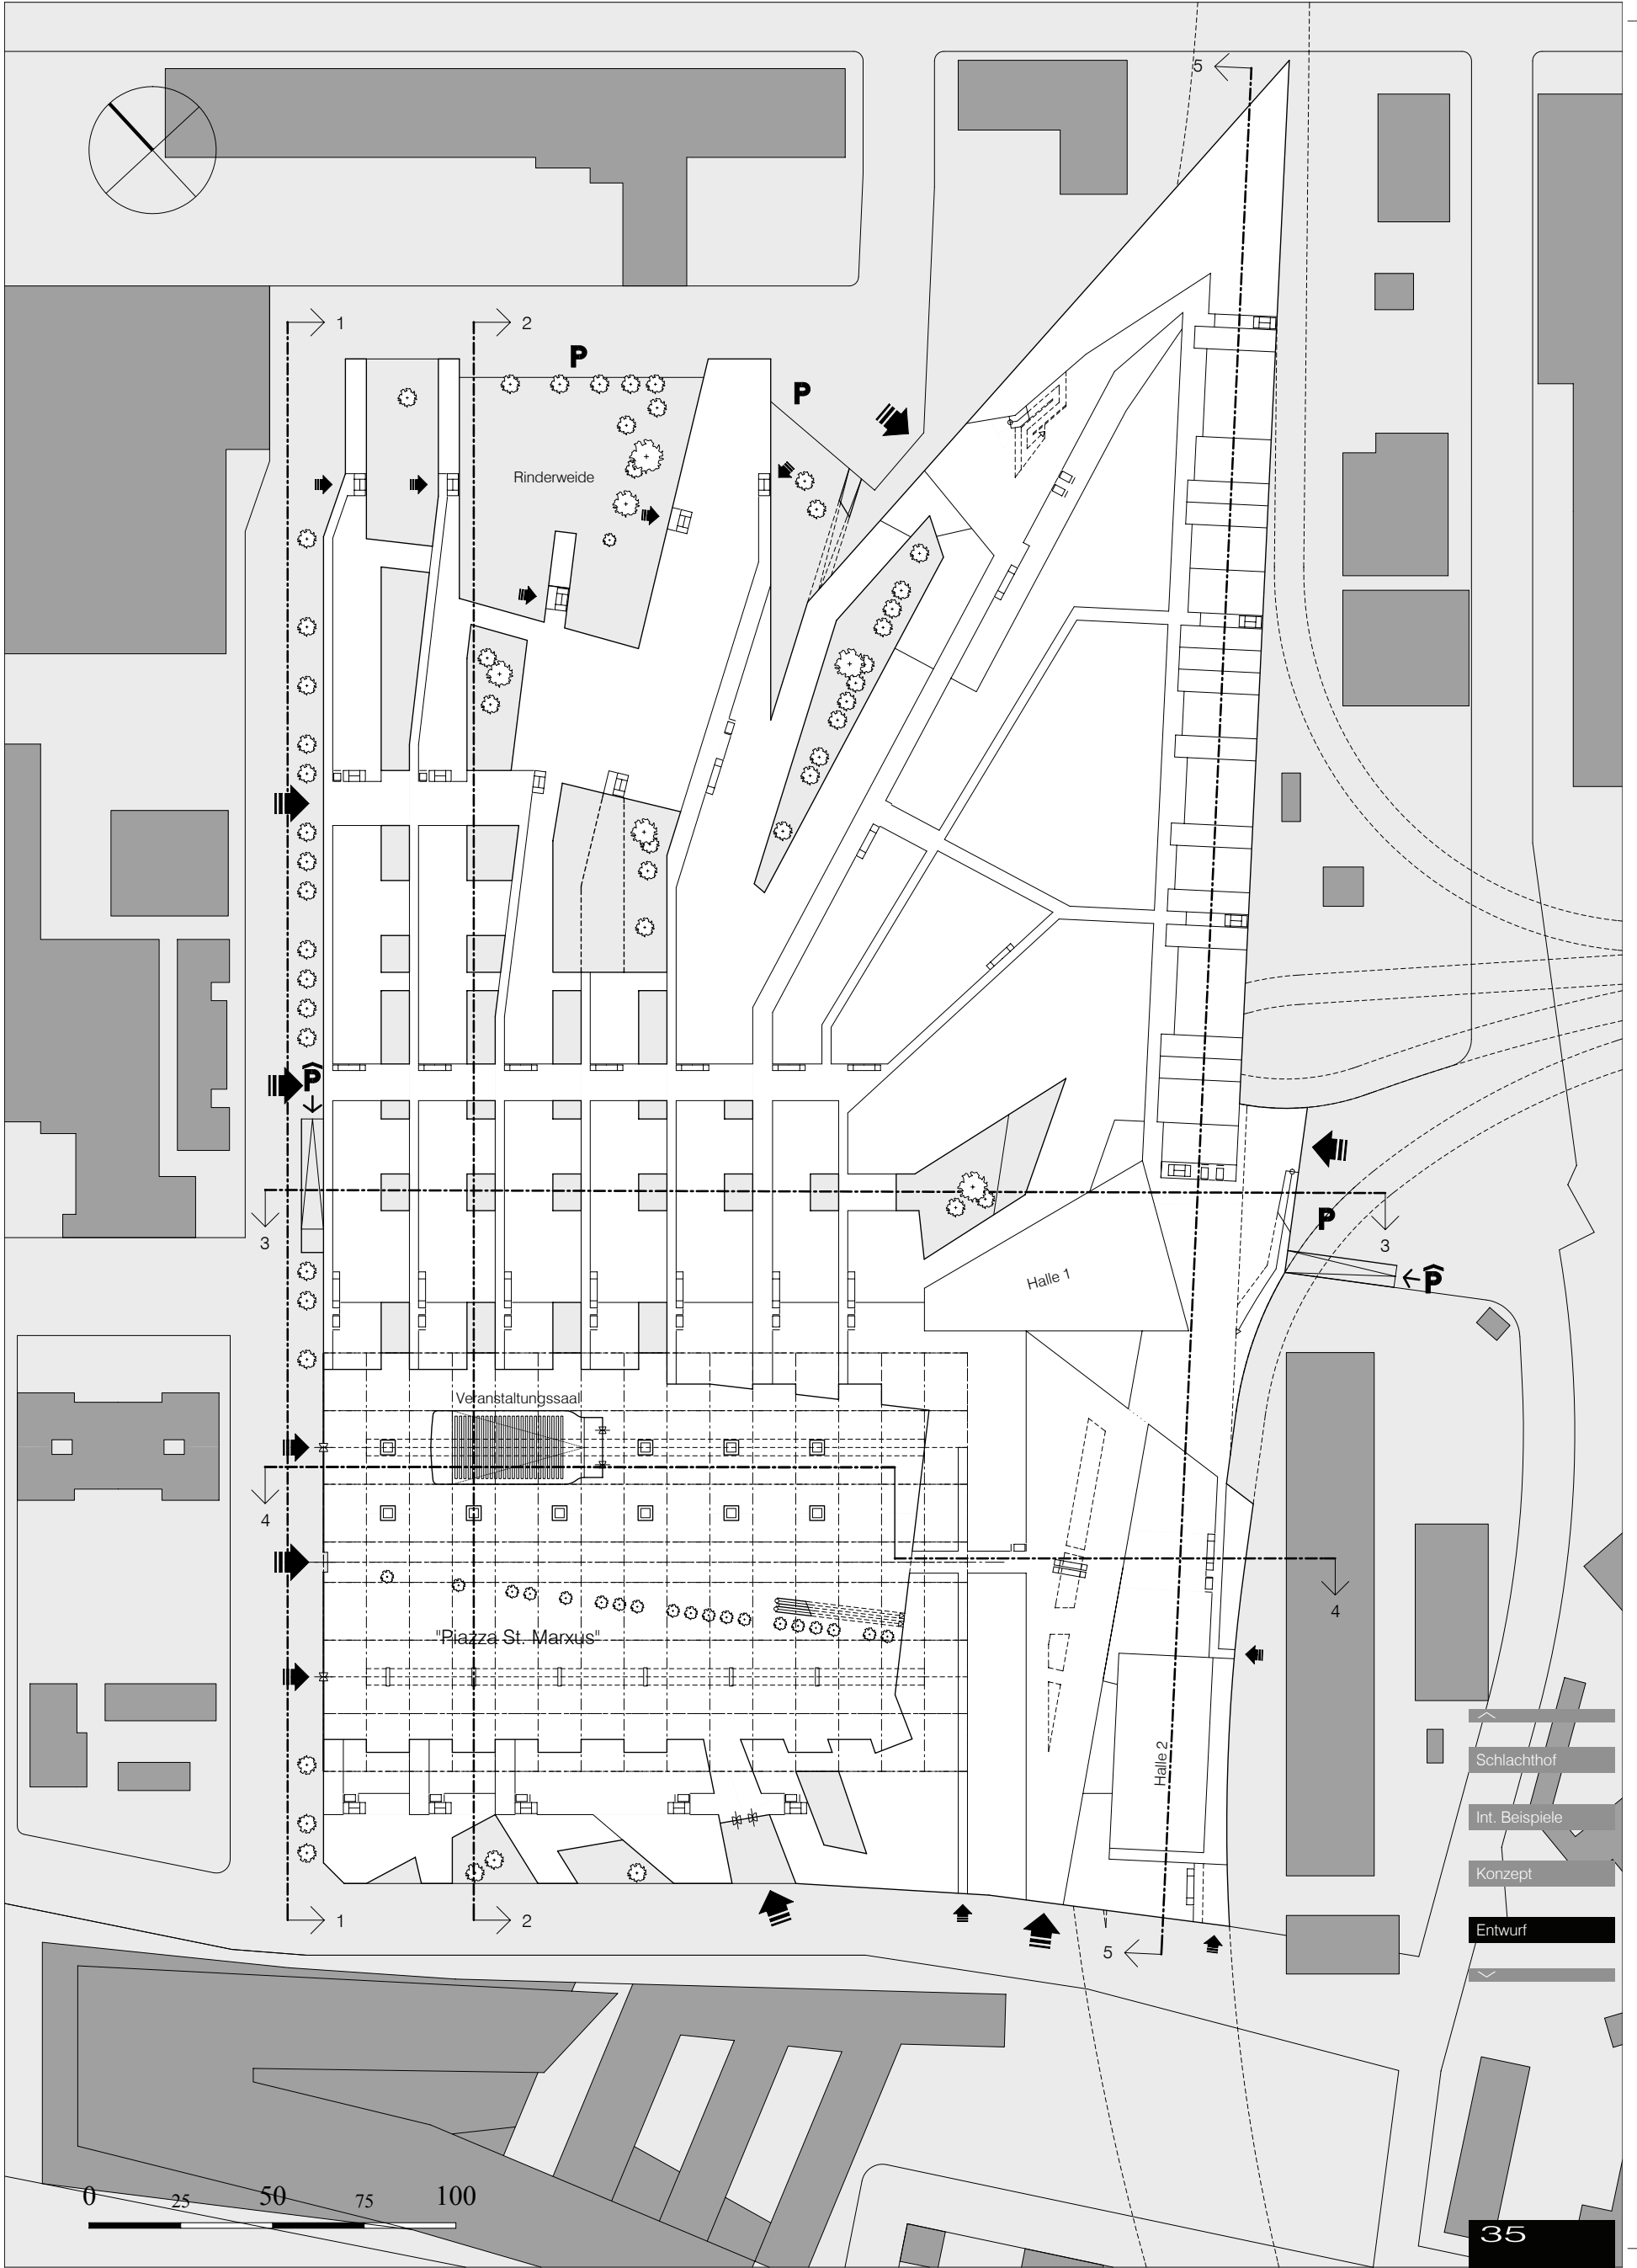 5
1
2
P
P
Rinderweide
P
3
P
3
Halle 1
P
Veranstaltungssaal
4
4
"Piazza St. Marxus"
Halle 2
Schlachthof
Int. Beispiele
Konzept
Entwurf
1
2
5
0
25
50
75
100
35